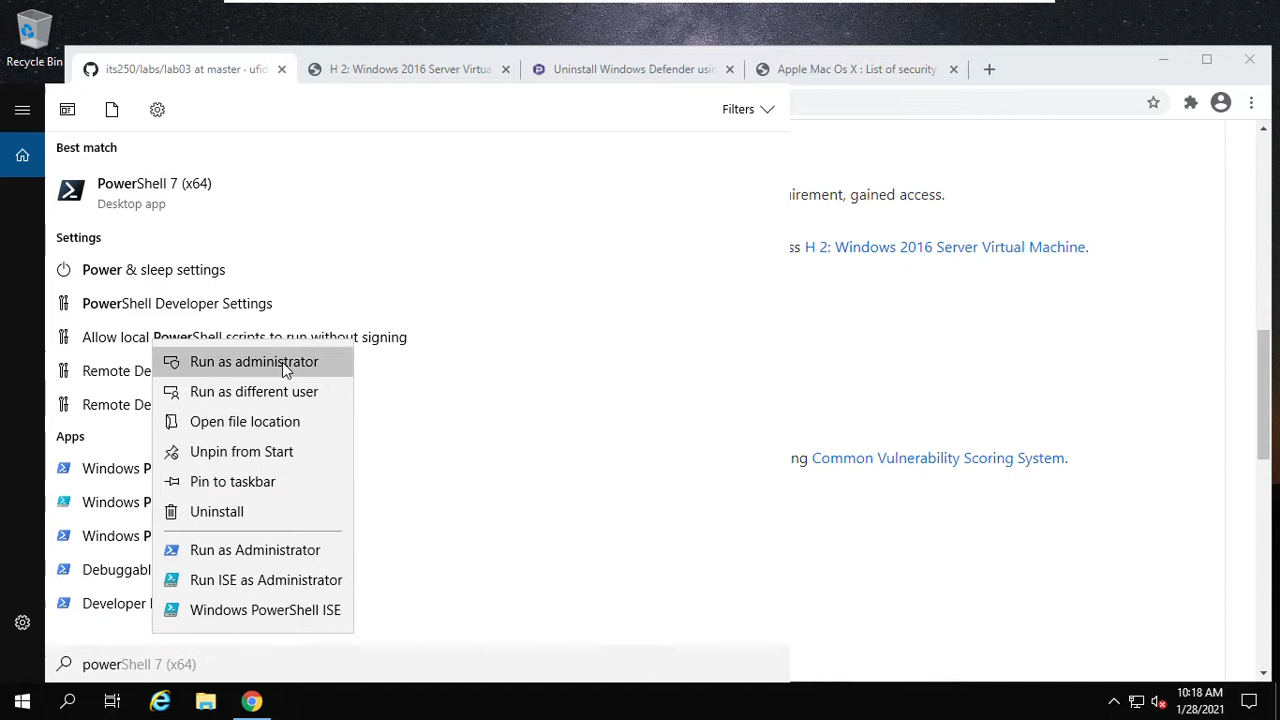 Recycle Bin
its250/labs/lab03 at master · ufid
H 2: Windows 2016 Server Virtua
Uninstall Windows Defender usin
Apple Mac Os X : List of security
Filters
Best match
PowerShell 7 (x64)
Desktop app
Settings
Power & sleep settings
PowerShell Developer Settings
Allow local PowerShell scripts to run without signing
Remote De
Remote De
Apps
Windows P
Windows P
Windows P
Debuggabl
Developer
Run as administrator
Run as different user
Open file location
Unpin from Start
Pin to taskbar
Uninstall
Run as Administrator
Run ISE as Administrator
Windows PowerShell ISE
powerShell 7 (x64)
uirement, gained access.
ss H 2: Windows 2016 Server Virtual Machine.
ng Common Vulnerability Scoring System.
10:18 AM
1/28/2021